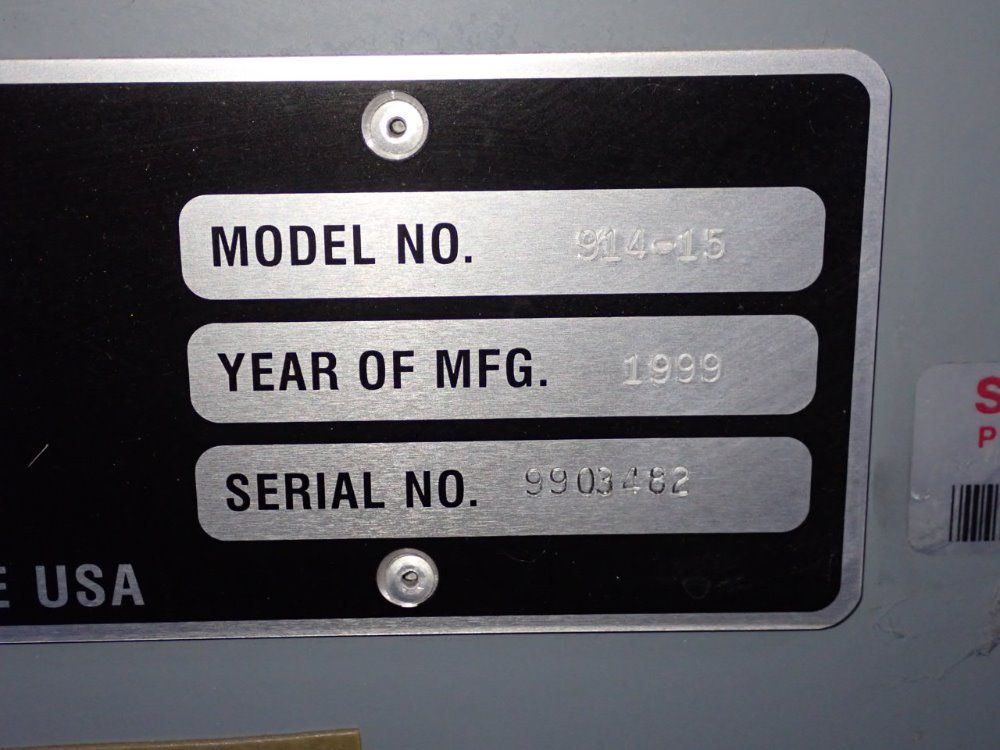 MODEL NO. 914-15
YEAR OF MFG. 1999
SERIAL NO. 9903482
USA
S
P